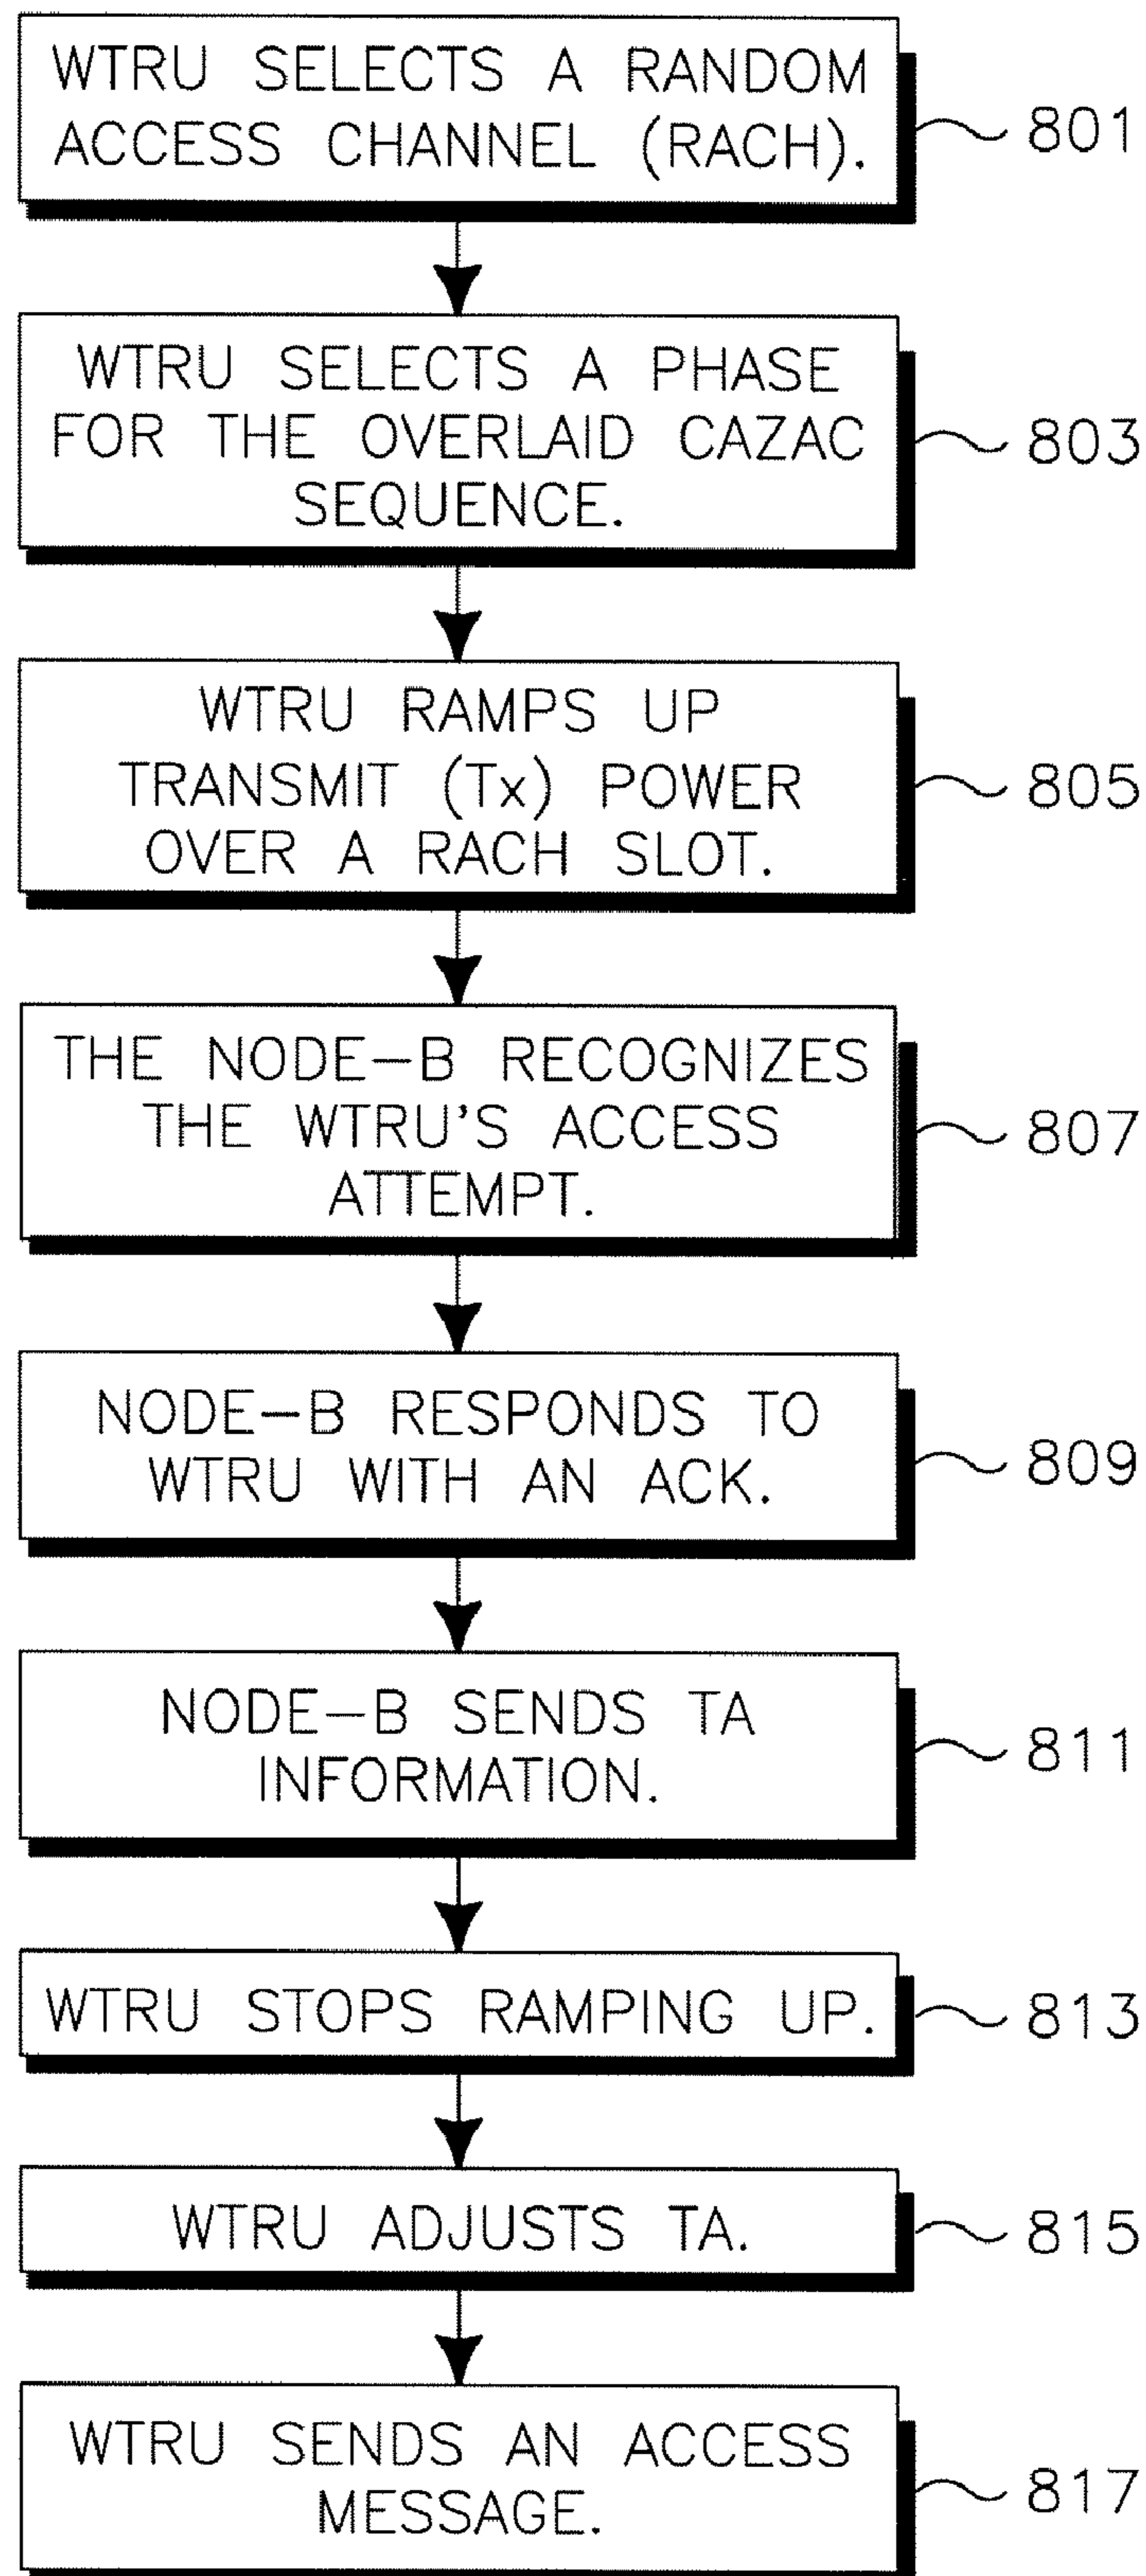 WTRU SELECTS A RANDOM
ACCESS CHANNEL (RACH).
801
WTRU SELECTS A PHASE
FOR THE OVERLAID CAZAC
SEQUENCE.
803
WTRU RAMPS UP
TRANSMIT (Tx) POWER
OVER A RACH SLOT.
805
THE NODE–B RECOGNIZES
THE WTRU'S ACCESS
ATTEMPT.
807
NODE–B RESPONDS TO
WTRU WITH AN ACK.
809
NODE–B SENDS TA
INFORMATION.
811
WTRU STOPS RAMPING UP.
813
WTRU ADJUSTS TA.
815
WTRU SENDS AN ACCESS
MESSAGE.
817